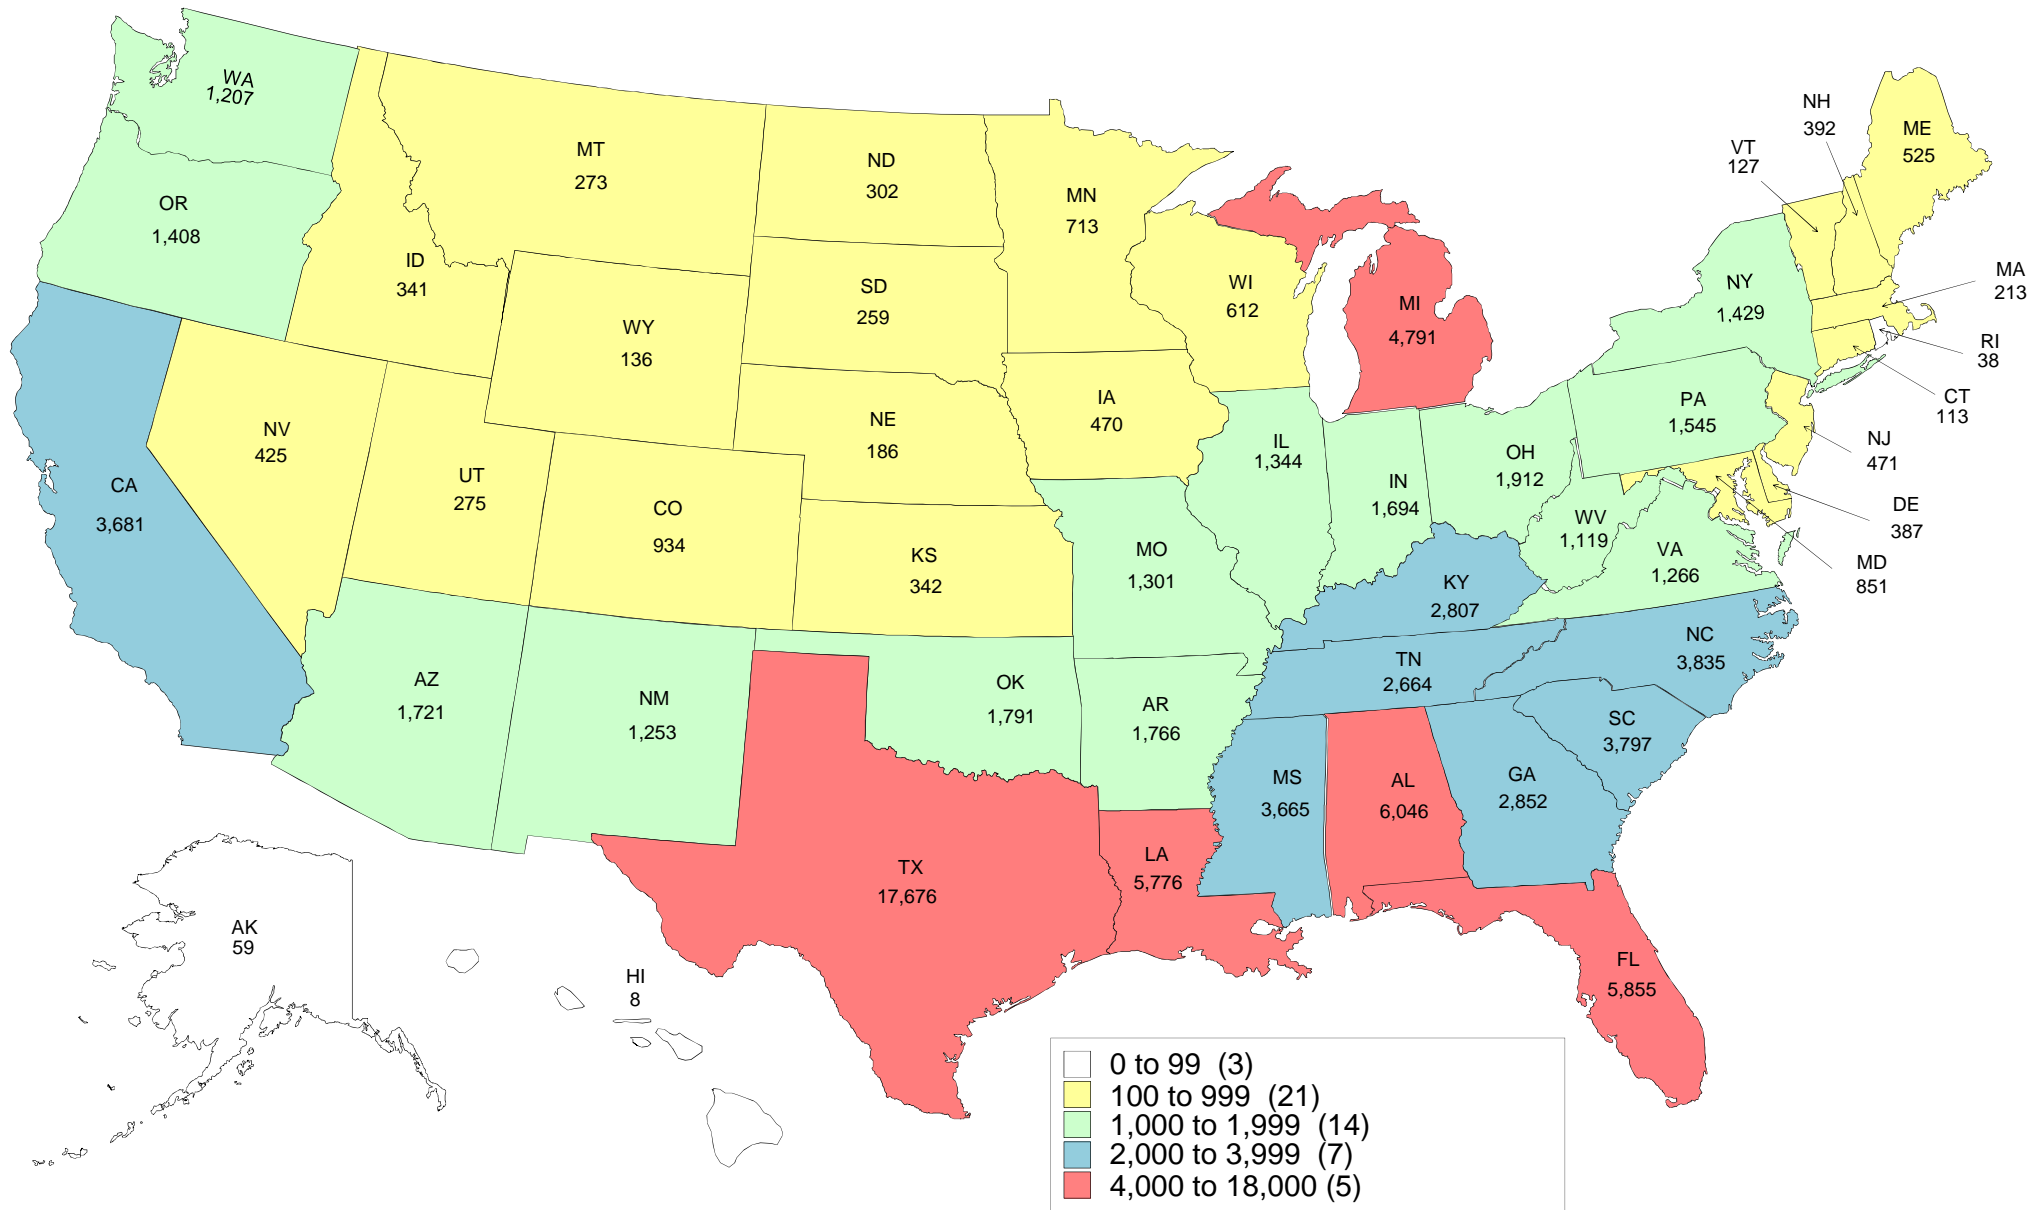 WA
1,207
OR
1,408
CA
3,681
NV
425
ID
341
MT
273
WY
136
UT
275
CO
934
AZ
1,721
NM
1,253
ND
302
SD
259
NE
186
KS
342
OK
1,791
TX
17,676
MN
713
IA
470
MO
1,301
AR
1,766
LA
5,776
WI
612
IL
1,344
MI
4,791
IN
1,694
OH
1,912
KY
2,807
TN
2,664
MS
3,665
AL
6,046
GA
2,852
FL
5,855
SC
3,797
NC
3,835
VA
1,266
WV
1,119
PA
1,545
NY
1,429
VT
127
NH
392
ME
525
MA
213
RI
38
CT
113
NJ
471
DE
387
MD
851
AK
59
HI
8
0 to 99 (3)
100 to 999 (21)
1,000 to 1,999 (14)
2,000 to 3,999 (7)
4,000 to 18,000 (5)